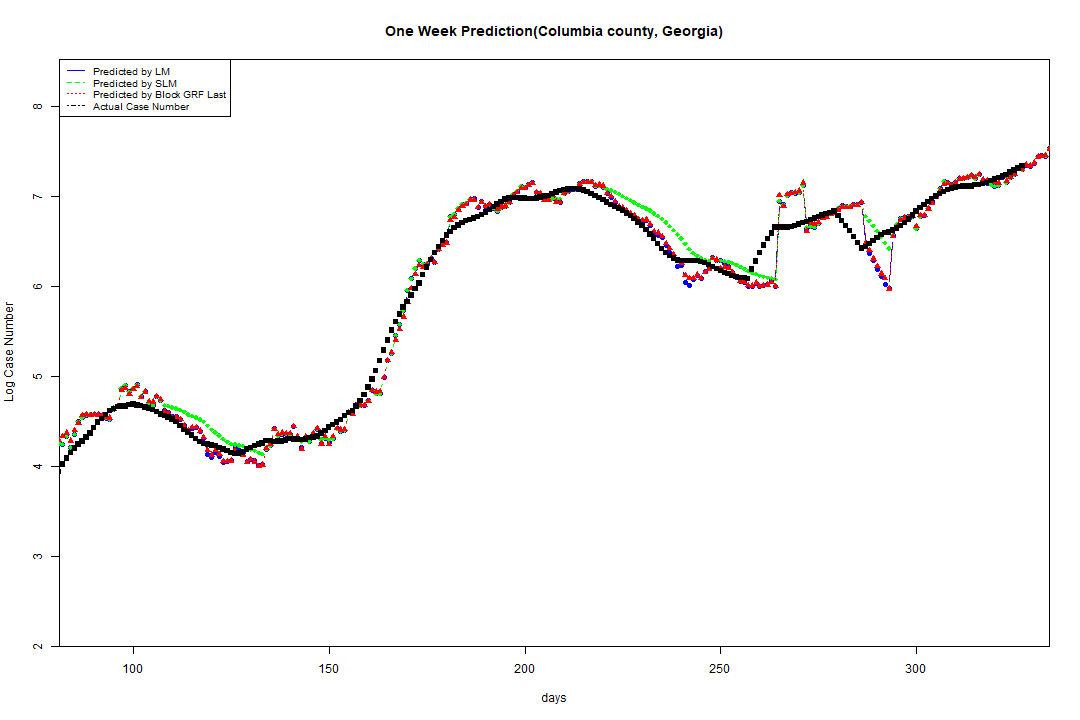 One Week Prediction(Columbia county, Georgia)
Predicted by LM
Predicted by SLM
Predicted by Block GRF Last
Actual Case Number
Log Case Number
8
7
6
5
4
3
2
100 150 200 250 300
days